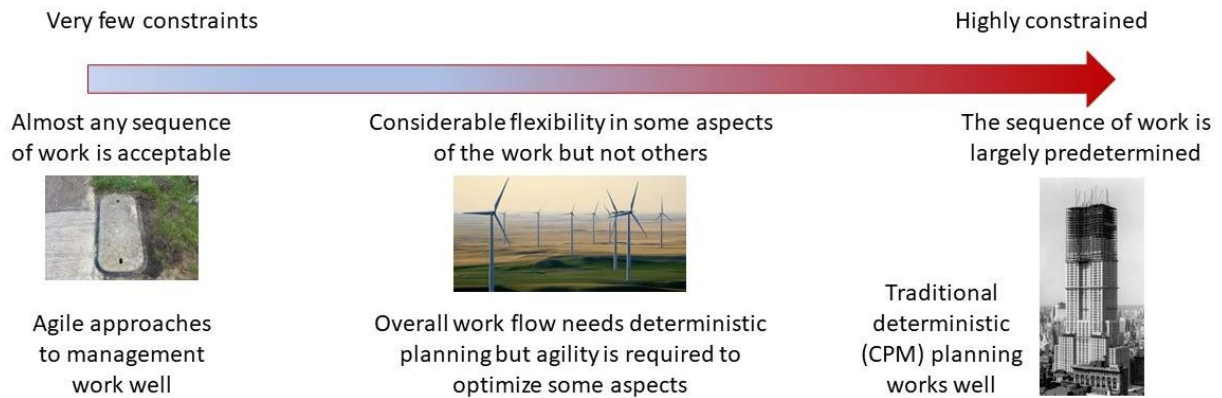 Very few constraints
Highly constrained
Almost any sequence
of work is acceptable
Considerable flexibility in some aspects
of the work but not others
The sequence of work is
largely predetermined
Agile approaches
to management
work well
Overall work flow needs deterministic
planning but agility is required to
optimize some aspects
Traditional
deterministic
(CPM) planning
works well